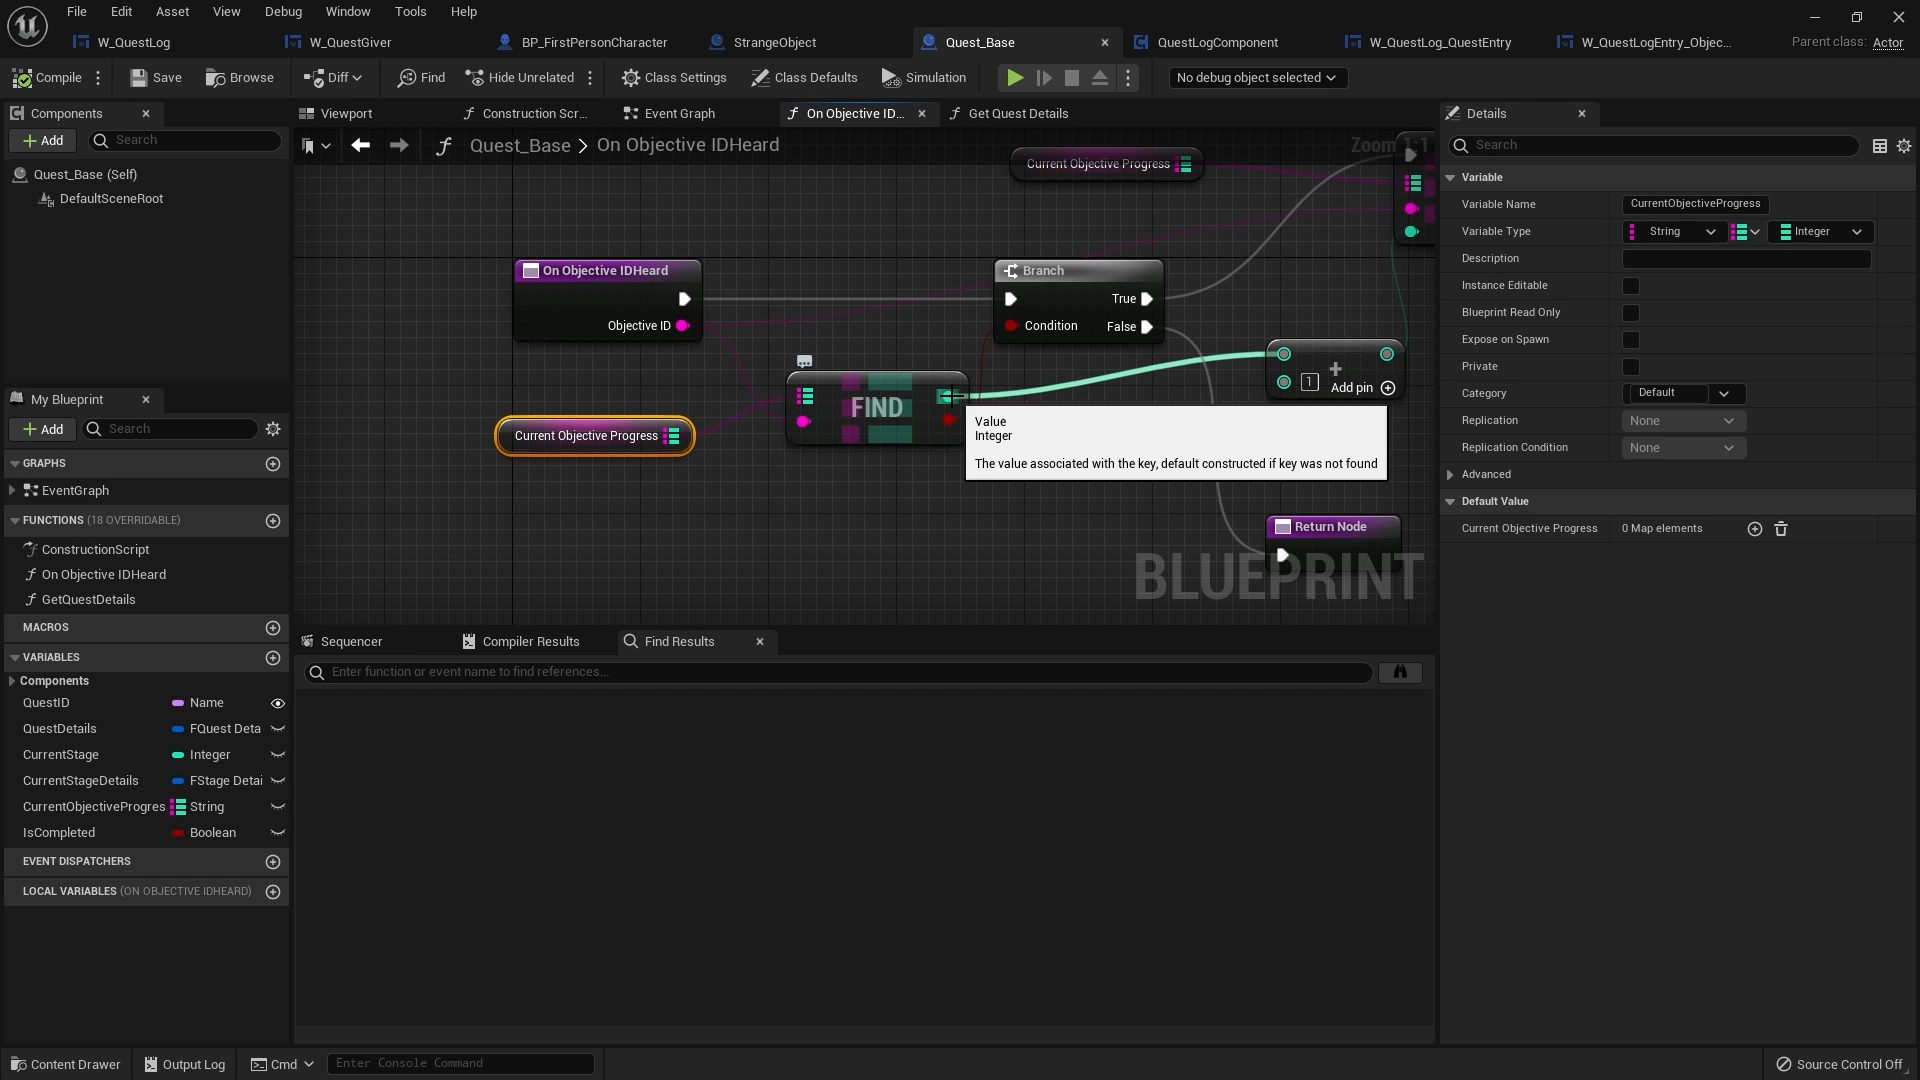 File Edit Asset View Debug Window Tools Help
W_QuestLog
W_QuestGiver
BP_FirstPersonCharacter
StrangeObject
Quest_Base
QuestLogComponent
W_QuestLog_QuestEntry
W_QuestLogEntry_Objec...
Parent class: Actor
Compile
Save
Browse
Diff
Find
Hide Unrelated
Class Settings
Class Defaults
Simulation
No debug object selected
Components
Add
Search
Quest_Base (Self)
DefaultSceneRoot
My Blueprint
Add
Search
GRAPHS
EventGraph
FUNCTIONS (18 OVERRIDABLE)
ConstructionScript
On Objective IDHeard
GetQuestDetails
MACROS
VARIABLES
Components
QuestID Name
QuestDetails FQuest Deta
CurrentStage Integer
CurrentStageDetails FStage Detai
CurrentObjectiveProgres String
IsCompleted Boolean
EVENT DISPATCHERS
LOCAL VARIABLES (ON OBJECTIVE IDHEARD)
Viewport
Construction Scr...
Event Graph
On Objective ID...
Get Quest Details
Quest_Base > On Objective IDHeard
Zoom 1:1
Current Objective Progress
On Objective IDHeard
Objective ID
Branch
True
Condition
False
FIND
1
Add pin
Current Objective Progress
Value
Integer
The value associated with the key, default constructed if key was not found
Return Node
BLUEPRINT
Sequencer
Compiler Results
Find Results
Enter function or event name to find references...
Details
Search
Variable
Variable Name CurrentObjectiveProgress
Variable Type String Integer
Description
Instance Editable
Blueprint Read Only
Expose on Spawn
Private
Category Default
Replication None
Replication Condition None
Advanced
Default Value
Current Objective Progress 0 Map elements
Content Drawer
Output Log
Cmd
Enter Console Command
Source Control Off